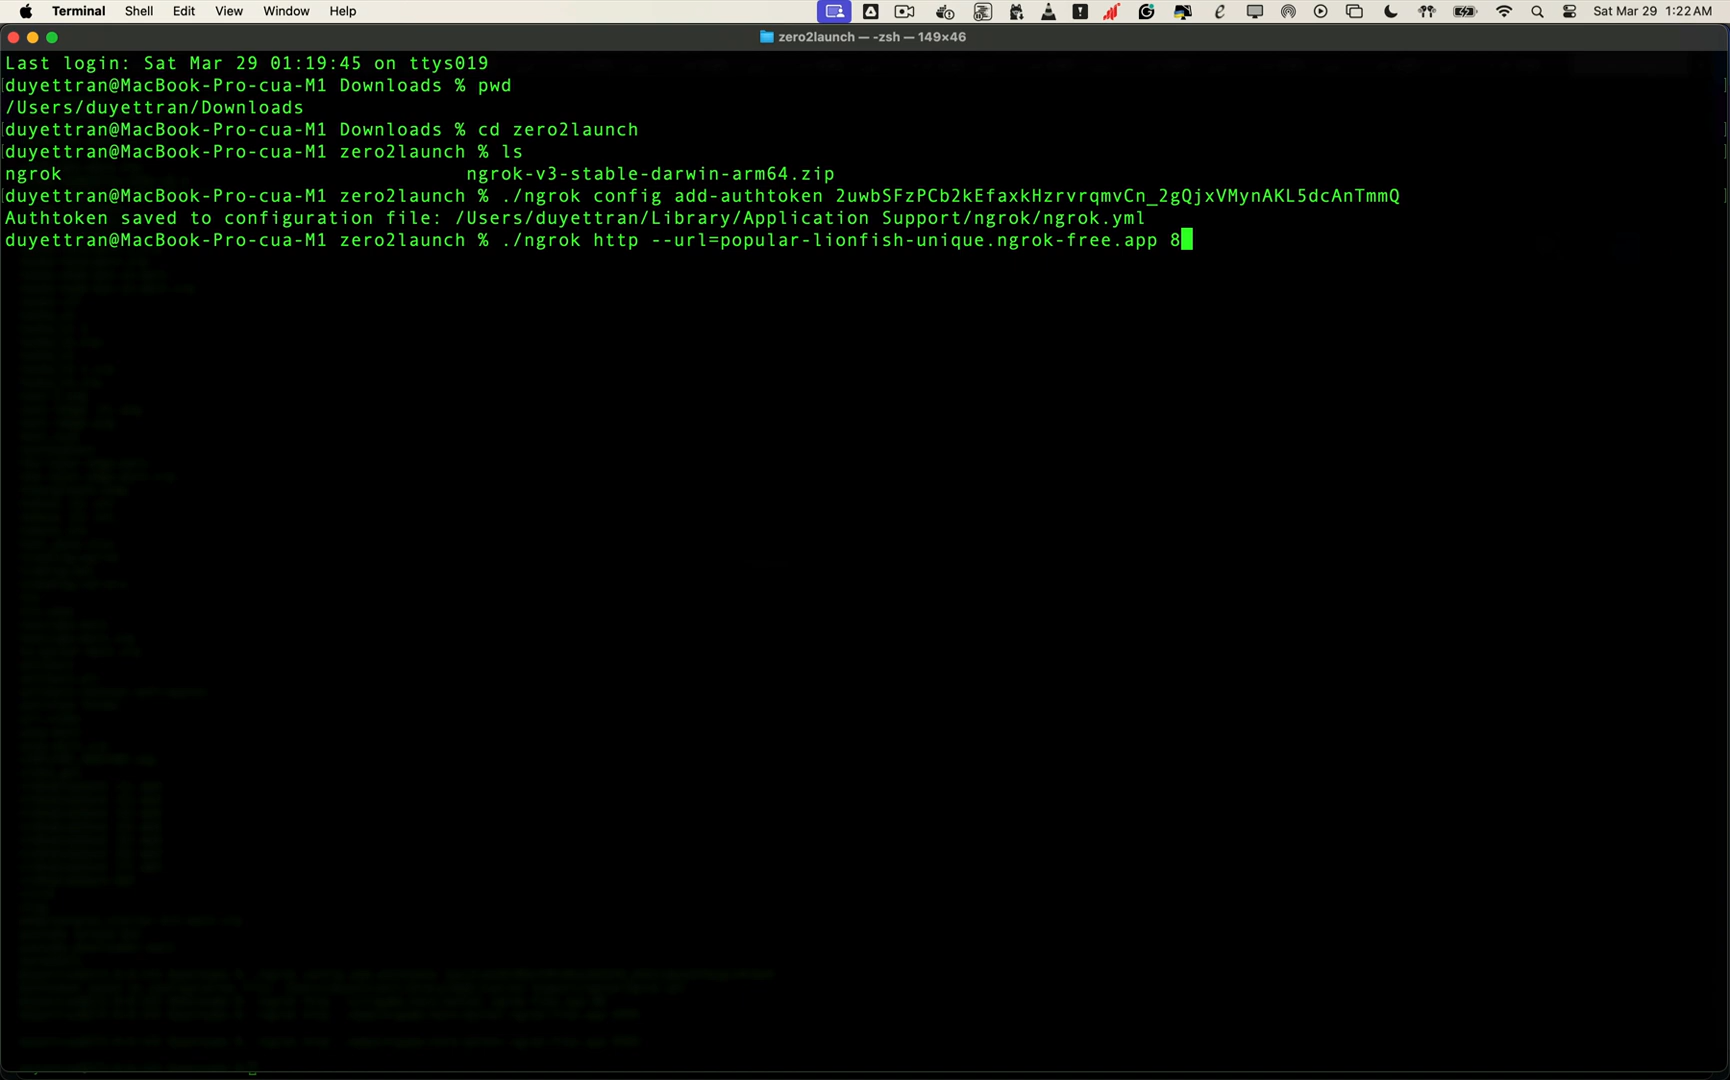 Terminal Shell Edit View Window Help Sat Mar 29 1:22 AM
zero2launch — -zsh — 149×46
Last login: Sat Mar 29 01:19:45 on ttys019
duyettran@MacBook-Pro-cua-M1 Downloads % pwd
/Users/duyettran/Downloads
duyettran@MacBook-Pro-cua-M1 Downloads % cd zero2launch
duyettran@MacBook-Pro-cua-M1 zero2launch % ls
ngrok ngrok-v3-stable-darwin-arm64.zip
duyettran@MacBook-Pro-cua-M1 zero2launch % ./ngrok config add-authtoken 2uwbSFzPCb2kEfaxkHzrvrqmvCn_2gQjxVMynAKL5dcAnTmmQ
Authtoken saved to configuration file: /Users/duyettran/Library/Application Support/ngrok/ngrok.yml
duyettran@MacBook-Pro-cua-M1 zero2launch % ./ngrok http --url=popular-lionfish-unique.ngrok-free.app 8